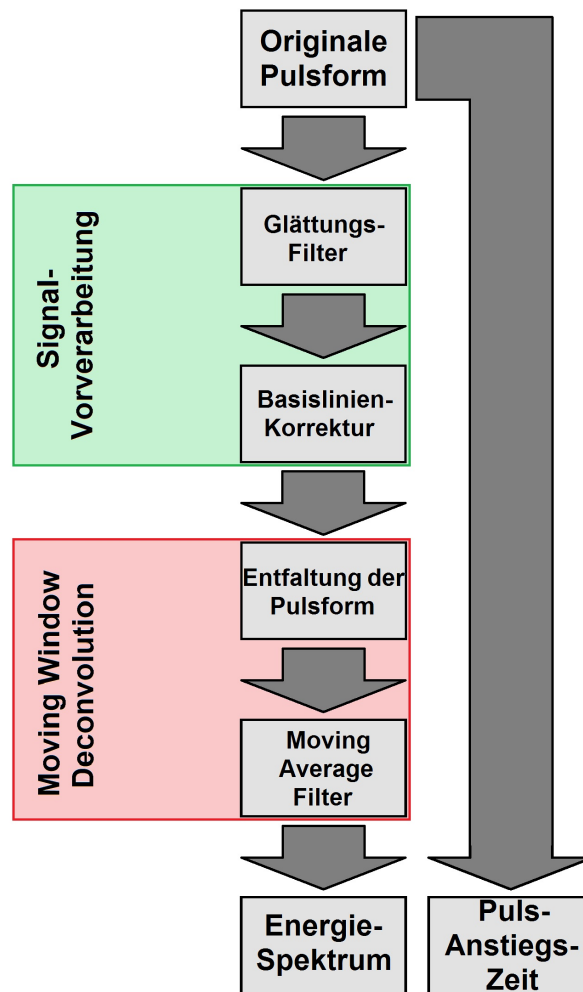 Originale
Pulsform
Signal-
Vorverarbeitung
Glättungs-
Filter
Basislinien-
Korrektur
Moving Window
Deconvolution
Entfaltung der
Pulsform
Moving
Average
Filter
Energie-
Spektrum
Puls-
Anstiegs-
Zeit